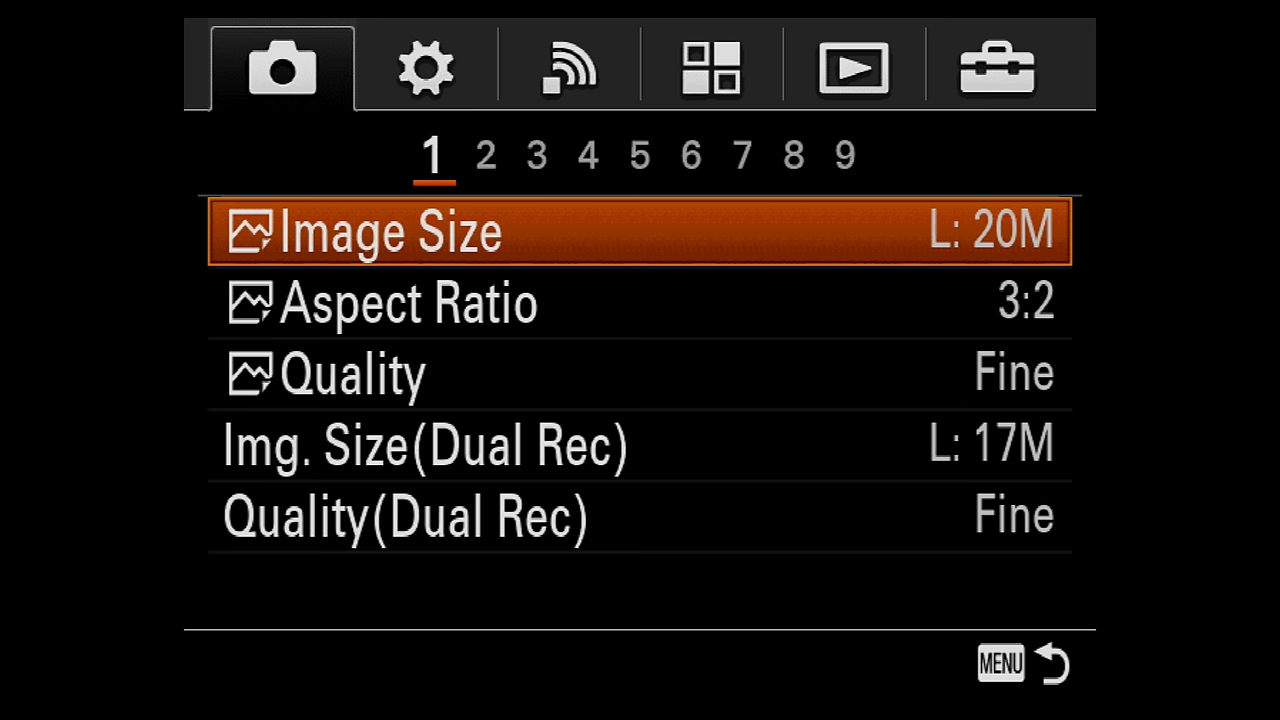 1 2 3 4 5 6 7 8 9
Image Size L: 20M
Aspect Ratio 3:2
Quality Fine
Img. Size(Dual Rec) L: 17M
Quality(Dual Rec) Fine
MENU